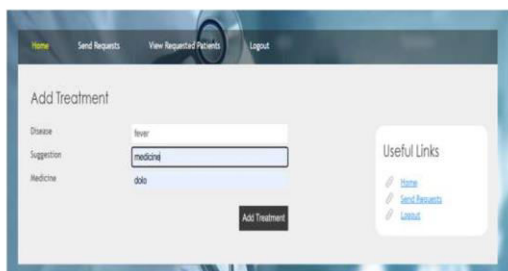 Home Send Requests View Requested Patients Logout
Add Treatment
Disease fever
Suggestion medicine
Medicine dolo
Add Treatment
Useful Links
Home
Send Requests
Logout